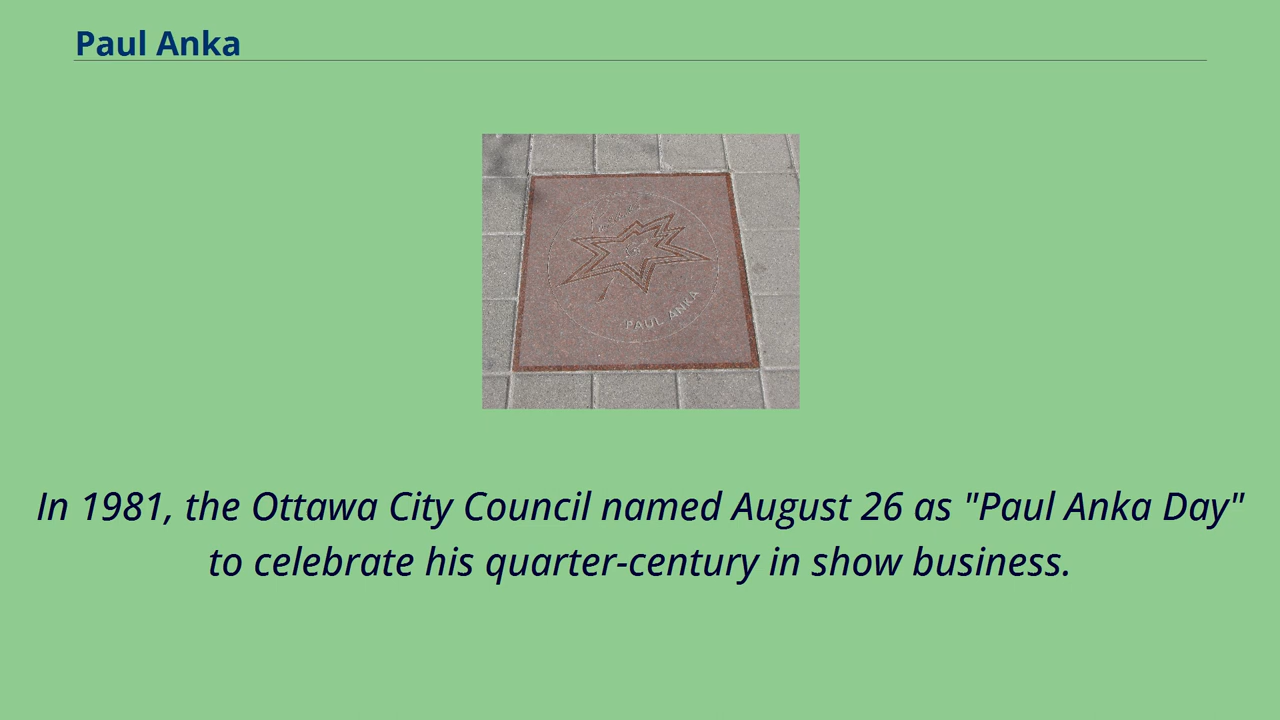 Paul Anka
PAUL ANKA
In 1981, the Ottawa City Council named August 26 as "Paul Anka Day"
to celebrate his quarter-century in show business.